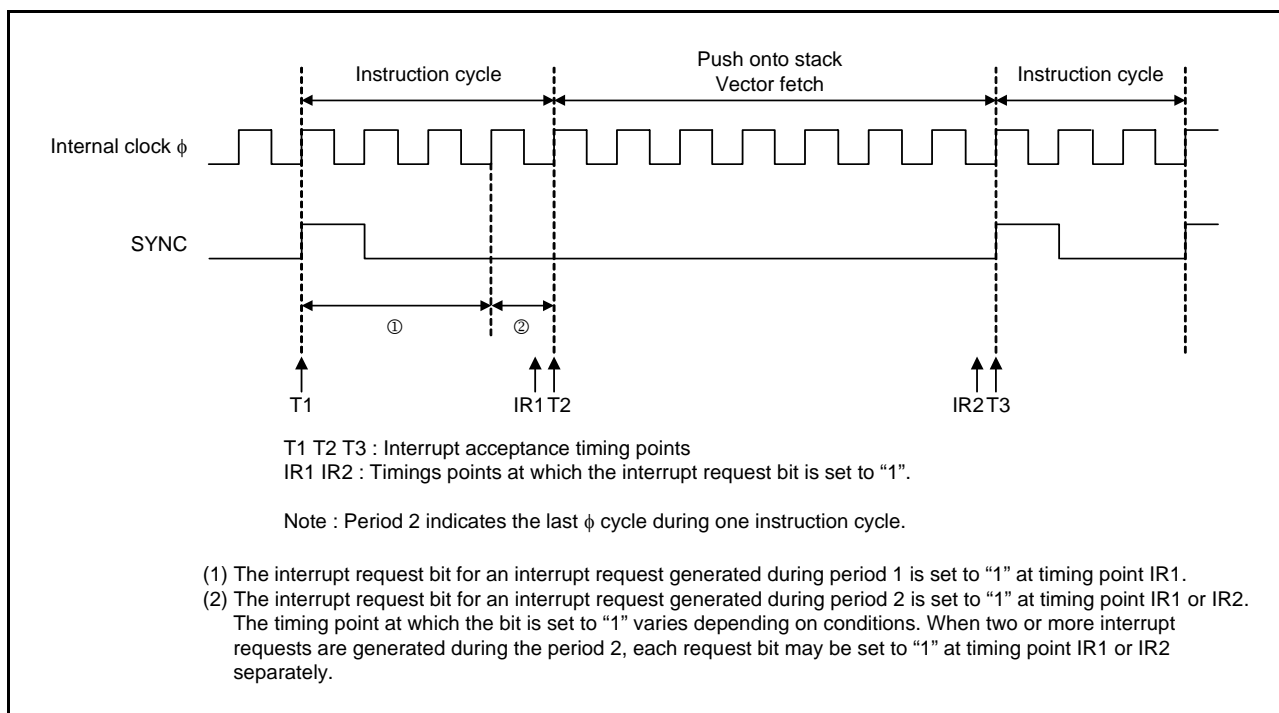 Push onto stack
Instruction cycle
Vector fetch
Instruction cycle
Internal clock ϕ
SYNC
①
②
T1
IR1 T2
IR2 T3
T1 T2 T3 : Interrupt acceptance timing points
IR1 IR2 : Timings points at which the interrupt request bit is set to “1”.
Note : Period 2 indicates the last ϕ cycle during one instruction cycle.
(1) The interrupt request bit for an interrupt request generated during period 1 is set to “1” at timing point IR1.
(2) The interrupt request bit for an interrupt request generated during period 2 is set to “1” at timing point IR1 or IR2.
The timing point at which the bit is set to “1” varies depending on conditions. When two or more interrupt
requests are generated during the period 2, each request bit may be set to “1” at timing point IR1 or IR2
separately.